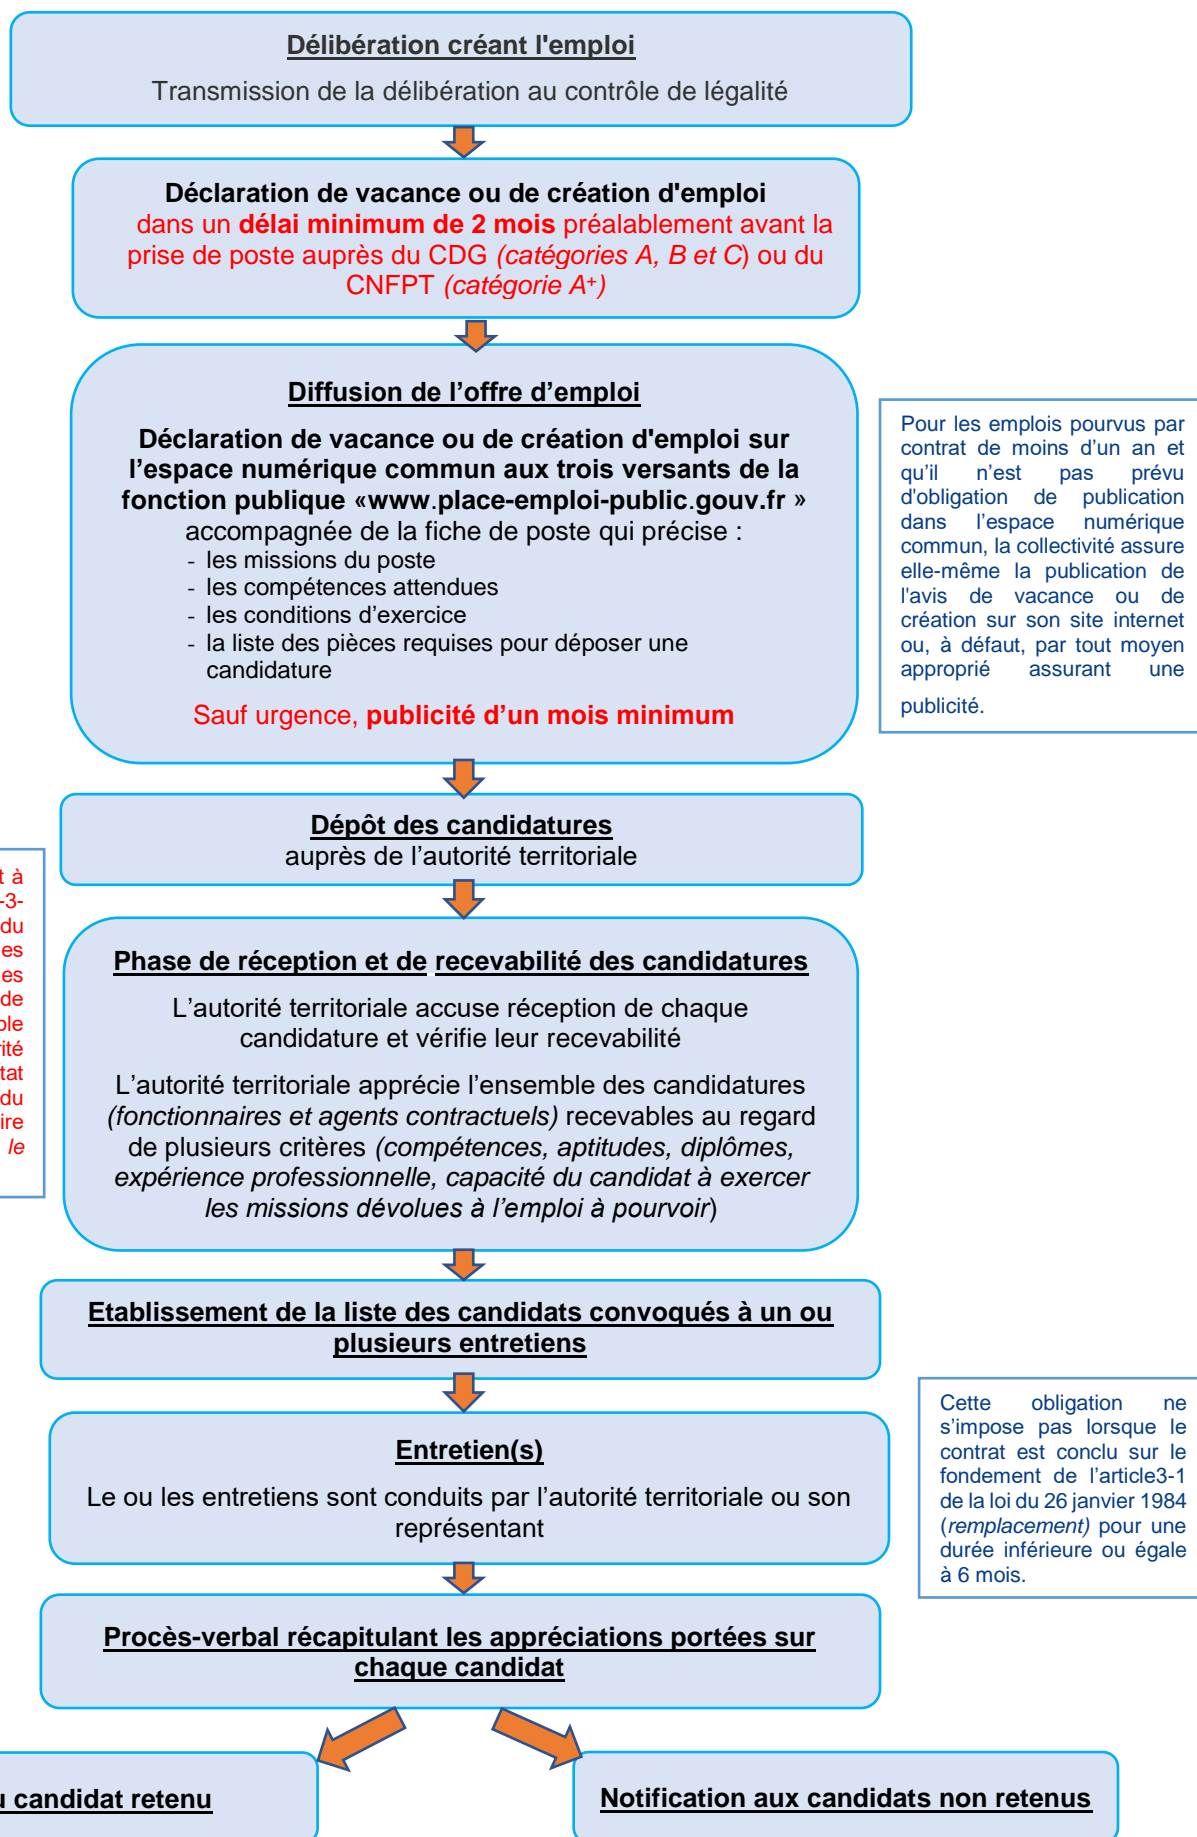 Délibération créant l'emploi
Transmission de la délibération au contrôle de légalité
Déclaration de vacance ou de création d'emploi
dans un délai minimum de 2 mois préalablement avant la
prise de poste auprès du CDG (catégories A, B et C) ou du
CNFPT (catégorie A+)
Diffusion de l’offre d’emploi
Déclaration de vacance ou de création d'emploi sur
l’espace numérique commun aux trois versants de la
fonction publique «www.place-emploi-public.gouv.fr »
accompagnée de la fiche de poste qui précise :
- les missions du poste
- les compétences attendues
- les conditions d’exercice
- la liste des pièces requises pour déposer une
candidature
Sauf urgence, publicité d’un mois minimum
Pour les emplois pourvus par
contrat de moins d’un an et
qu’il n’est pas prévu
d'obligation de publication
dans l’espace numérique
commun, la collectivité assure
elle-même la publication de
l'avis de vacance ou de
création sur son site internet
ou, à défaut, par tout moyen
approprié assurant une
publicité.
Dépôt des candidatures
auprès de l’autorité territoriale
t à
-3-
du
es
es
de
ble
rité
tat
du
ire
le
Phase de réception et de recevabilité des candidatures
L’autorité territoriale accuse réception de chaque
candidature et vérifie leur recevabilité
L’autorité territoriale apprécie l’ensemble des candidatures
(fonctionnaires et agents contractuels) recevables au regard
de plusieurs critères (compétences, aptitudes, diplômes,
expérience professionnelle, capacité du candidat à exercer
les missions dévolues à l’emploi à pourvoir)
Etablissement de la liste des candidats convoqués à un ou
plusieurs entretiens
Entretien(s)
Le ou les entretiens sont conduits par l’autorité territoriale ou son
représentant
Cette obligation ne
s’impose pas lorsque le
contrat est conclu sur le
fondement de l’article3-1
de la loi du 26 janvier 1984
(remplacement) pour une
durée inférieure ou égale
à 6 mois.
Procès-verbal récapitulant les appréciations portées sur
chaque candidat
u candidat retenu
Notification aux candidats non retenus